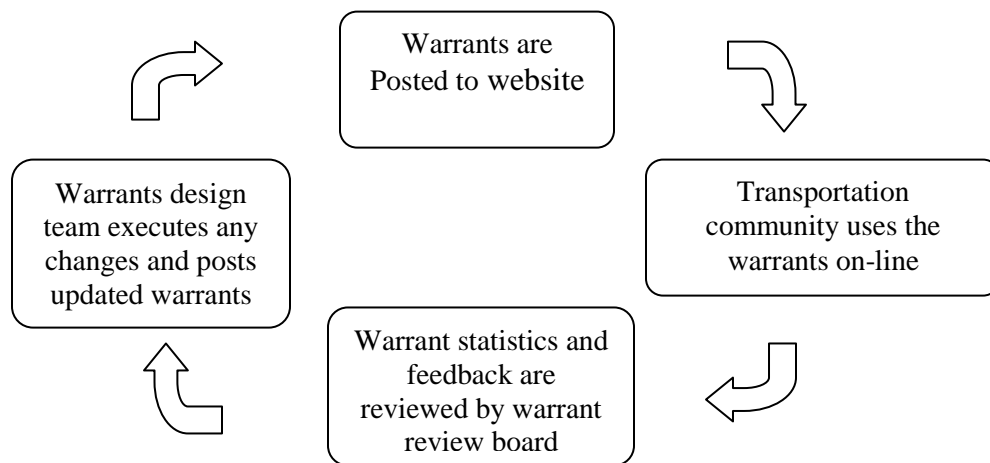 Warrants are
Posted to website
Transportation
community uses the
warrants on-line
Warrant statistics and
feedback are
reviewed by warrant
review board
Warrants design
team executes any
changes and posts
updated warrants